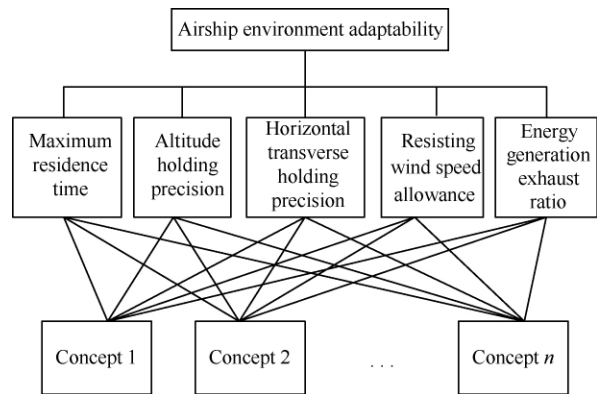 Airship environment adaptability
Maximum
residence
time
Altitude
holding
precision
Horizontal
transverse
holding
precision
Resisting
wind speed
allowance
Energy
generation
exhaust
ratio
Concept 1
Concept 2
. . .
Concept n